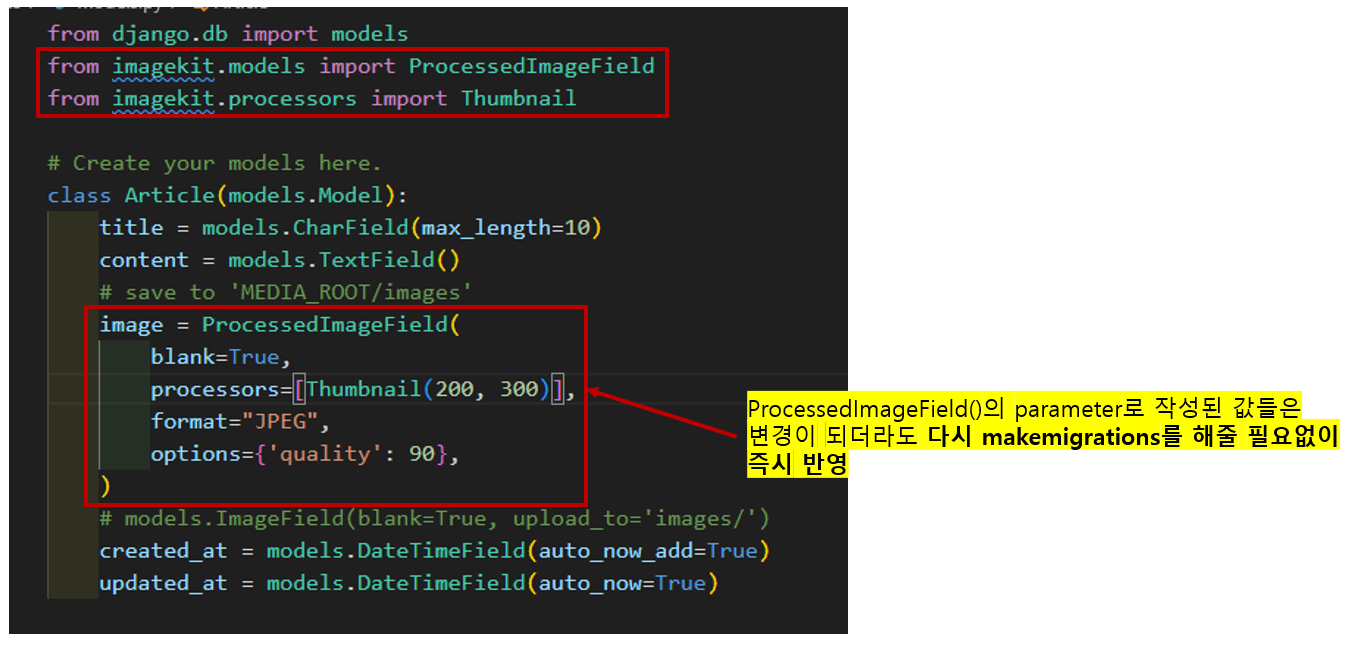 from django.db import models
from imagekit.models import ProcessedImageField
from imagekit.processors import Thumbnail
# Create your models here.
class Article(models.Model):
title = models.CharField(max_length=10)
content = models.TextField()
# save to 'MEDIA_ROOT/images'
image = ProcessedImageField(
blank=True,
processors=[Thumbnail(200, 300)],
format="JPEG",
options={'quality': 90},
)
# models.ImageField(blank=True, upload_to='images/')
created_at = models.DateTimeField(auto_now_add=True)
updated_at = models.DateTimeField(auto_now=True)
ProcessedImageField()의 parameter로 작성된 값들은
변경이 되더라도 다시 makemigrations를 해줄 필요없이
즉시 반영